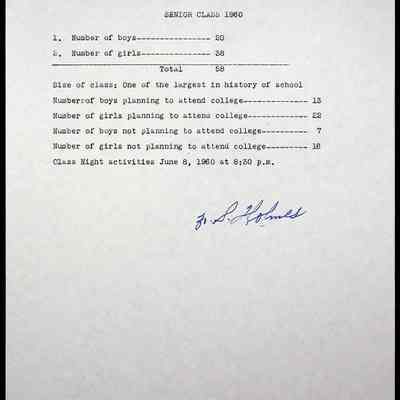 SENIOR CLASS 1960
1. Number of boys---------------- 20
2. Number of girls--------------- 38
Total 58
Size of class: One of the largest in history of school
Number of boys planning to attend college-------------- 13
Number of girls planning to attend college------------- 22
Number of boys not planning to attend college---------- 7
Number of girls not planning to attend college--------- 16
Class Night activities June 8, 1960 at 8:30 p.m.
S. Holmes